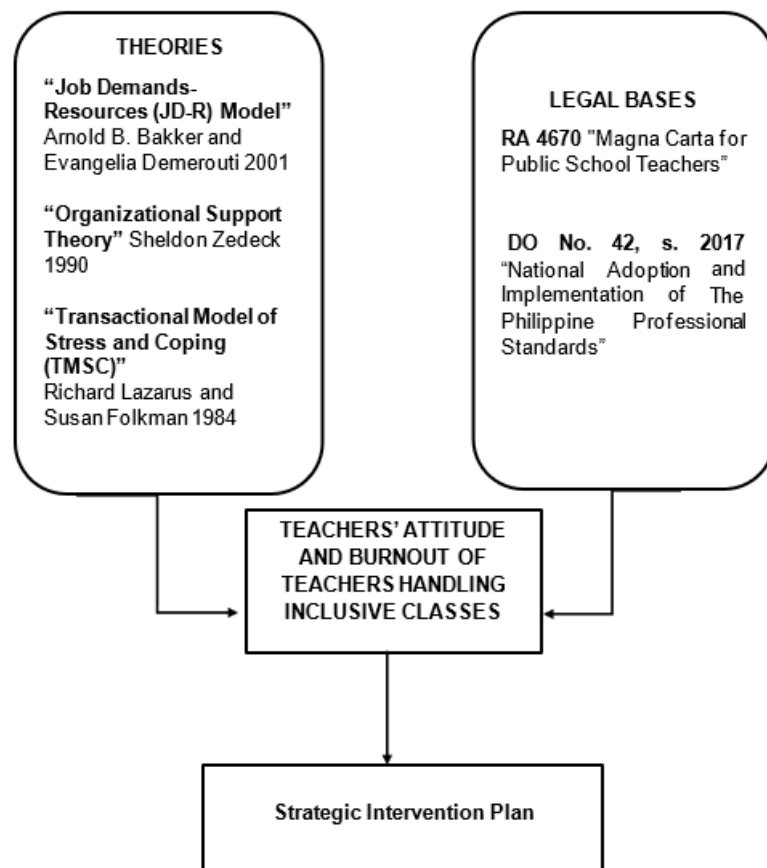 THEORIES
“Job Demands-
Resources (JD-R) Model”
Arnold B. Bakker and
Evangelia Demerouti 2001
“Organizational Support
Theory” Sheldon Zedeck
1990
“Transactional Model of
Stress and Coping
(TMSC)”
Richard Lazarus and
Susan Folkman 1984
LEGAL BASES
RA 4670 "Magna Carta for
Public School Teachers”
DO No. 42, s. 2017
“National Adoption and
Implementation of The
Philippine Professional
Standards”
TEACHERS’ ATTITUDE
AND BURNOUT OF
TEACHERS HANDLING
INCLUSIVE CLASSES
Strategic Intervention Plan